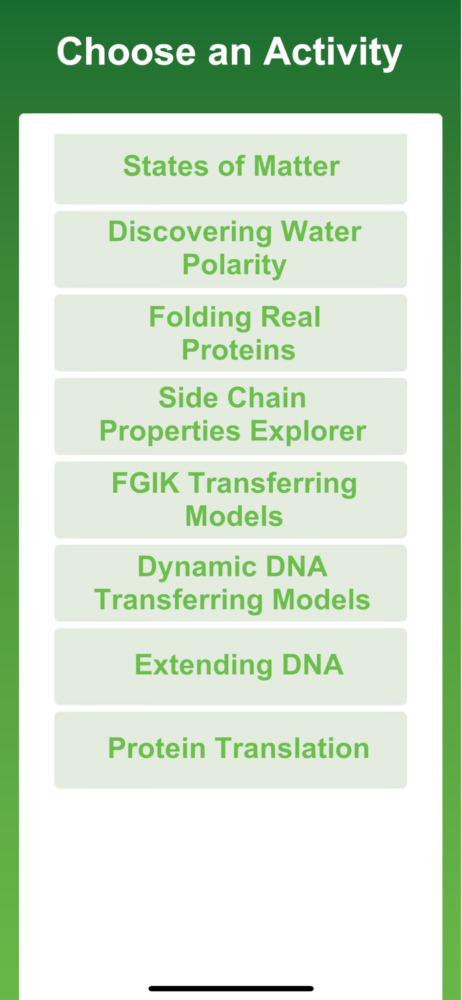 Choose an Activity
States of Matter
Discovering Water
Polarity
Folding Real
Proteins
Side Chain
Properties Explorer
FGIK Transferring
Models
Dynamic DNA
Transferring Models
Extending DNA
Protein Translation